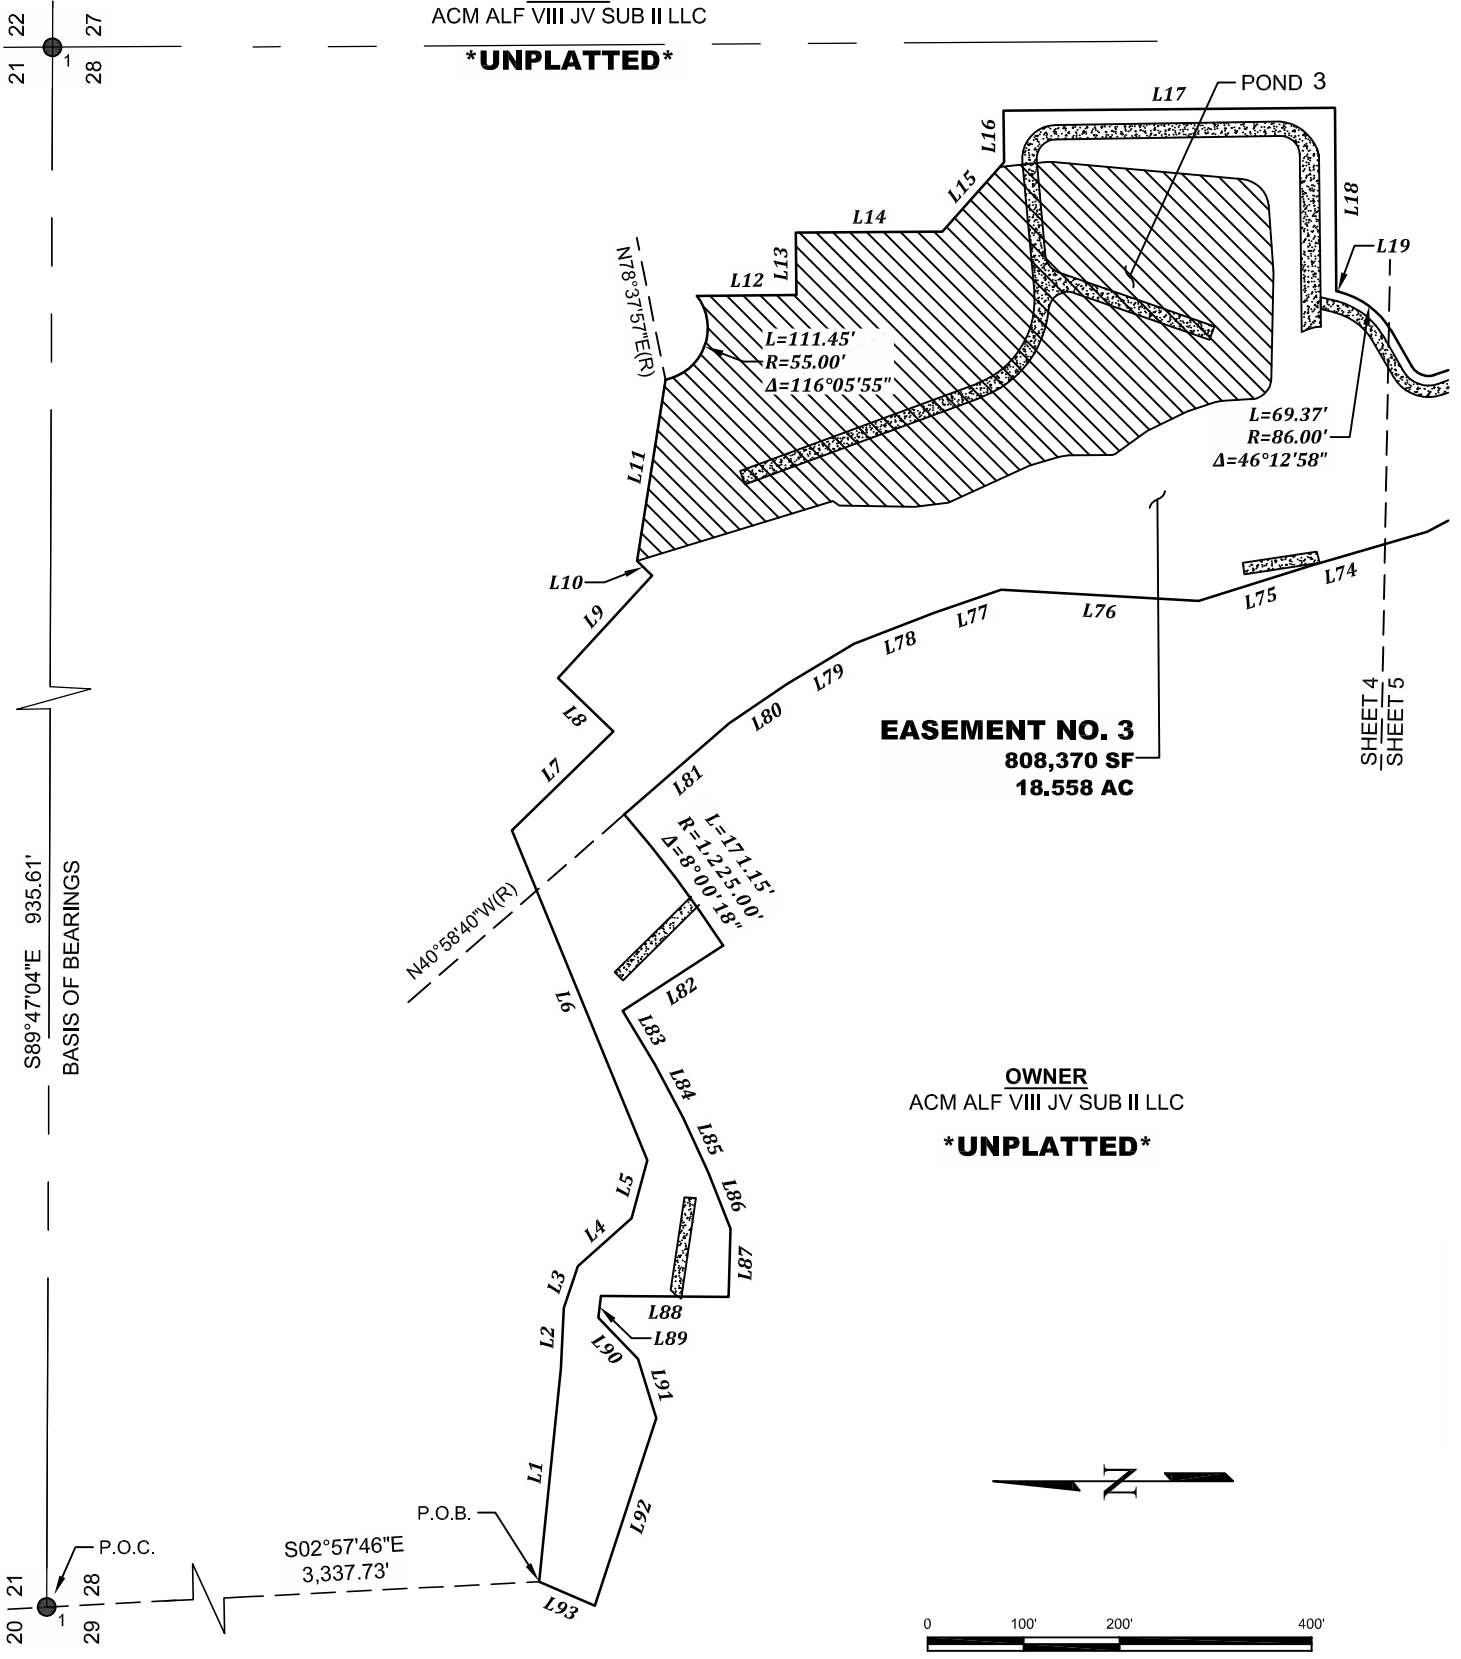 ACM ALF VIII JV SUB II LLC
*UNPLATTED*
22
27
21
28
1
POND 3
L17
L16
L15
L18
L14
L19
L13
L12
N78°37'57"E(R)
L=111.45'
R=55.00'
Δ=116°05'55"
L=69.37'
R=86.00'
Δ=46°12'58"
L11
L10
L9
L74
L75
L76
L77
L78
L79
L80
L8
L7
L81
EASEMENT NO. 3
808,370 SF
18.558 AC
SHEET 4
SHEET 5
L=171.15'
R=1,225.00'
Δ=8°00'18"
S89°47'04"E 935.61'
BASIS OF BEARINGS
N40°58'40"W(R)
L6
L82
L83
L84
L85
L86
L87
OWNER
ACM ALF VIII JV SUB II LLC
*UNPLATTED*
L5
L4
L3
L2
L88
L89
L90
L91
L1
L92
N
P.O.B.
P.O.C.
S02°57'46"E
3,337.73'
L93
21
28
20
29
1
0 100' 200' 400'